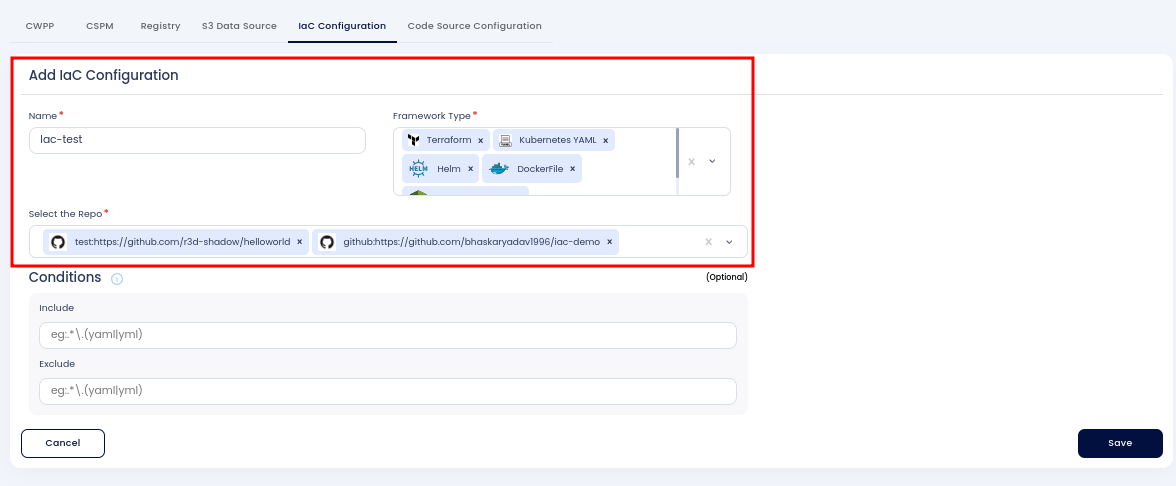 CWPP CSPM Registry S3 Data Source IaC Configuration Code Source Configuration
Add IaC Configuration
Name * Framework Type *
Iac-test
Terraform × Kubernetes YAML ×
HELM Helm × DockerFile ×
Select the Repo *
test:https://github.com/r3d-shadow/helloworld × github:https://github.com/bhaskaryadav1996/iac-demo ×
Conditions (Optional)
Include
eg:.*\.(yaml|yml)
Exclude
eg:.*\.(yaml|yml)
Cancel Save